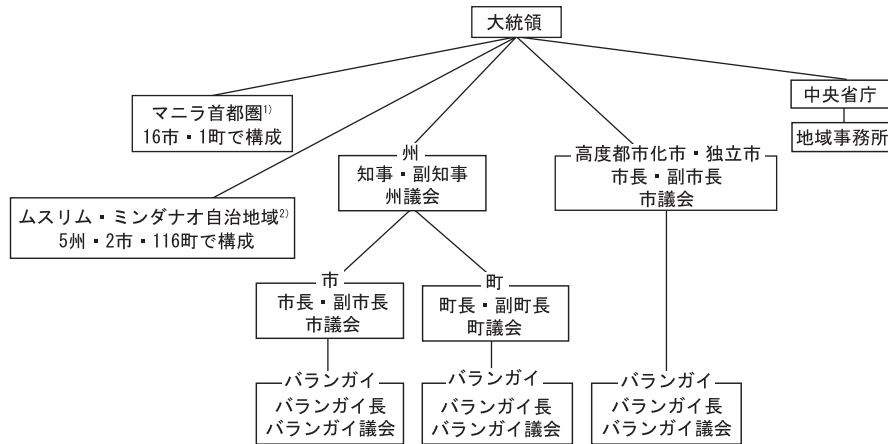 大統領
中央省庁
地域事務所
マニラ首都圏1)
16市・1町で構成
ムスリム・ミンダナオ自治地域2)
5州・2市・116町で構成
州
知事・副知事
州議会
高度都市化市・独立市
市長・副市長
市議会
市
市長・副市長
市議会
町
町長・副町長
町議会
バランガイ
バランガイ長
バランガイ議会
バランガイ
バランガイ長
バランガイ議会
バランガイ
バランガイ長
バランガイ議会